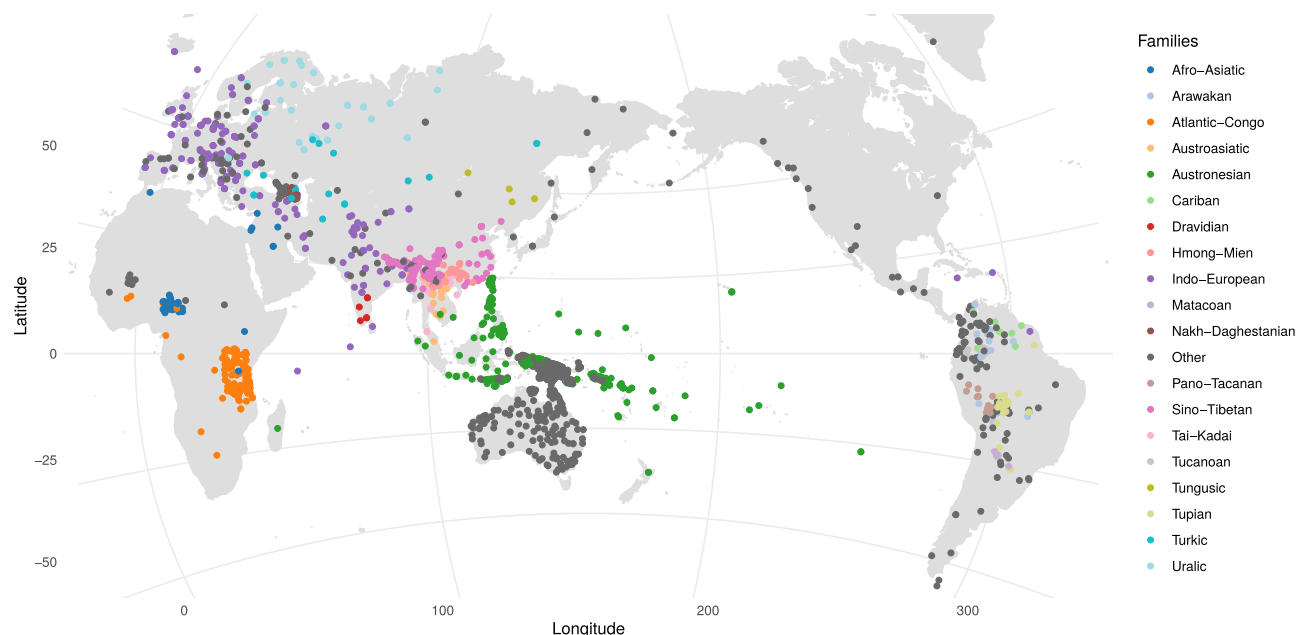 Families
Afro−Asiatic
Arawakan
Atlantic−Congo
Austroasiatic
Austronesian
Cariban
Dravidian
Hmong−Mien
Indo−European
Matacoan
Nakh−Daghestanian
Other
Pano−Tacanan
Sino−Tibetan
Tai−Kadai
Tucanoan
Tungusic
Tupian
Turkic
Uralic
Latitude
50
25
0
−25
−50
0
100
200
300
Longitude